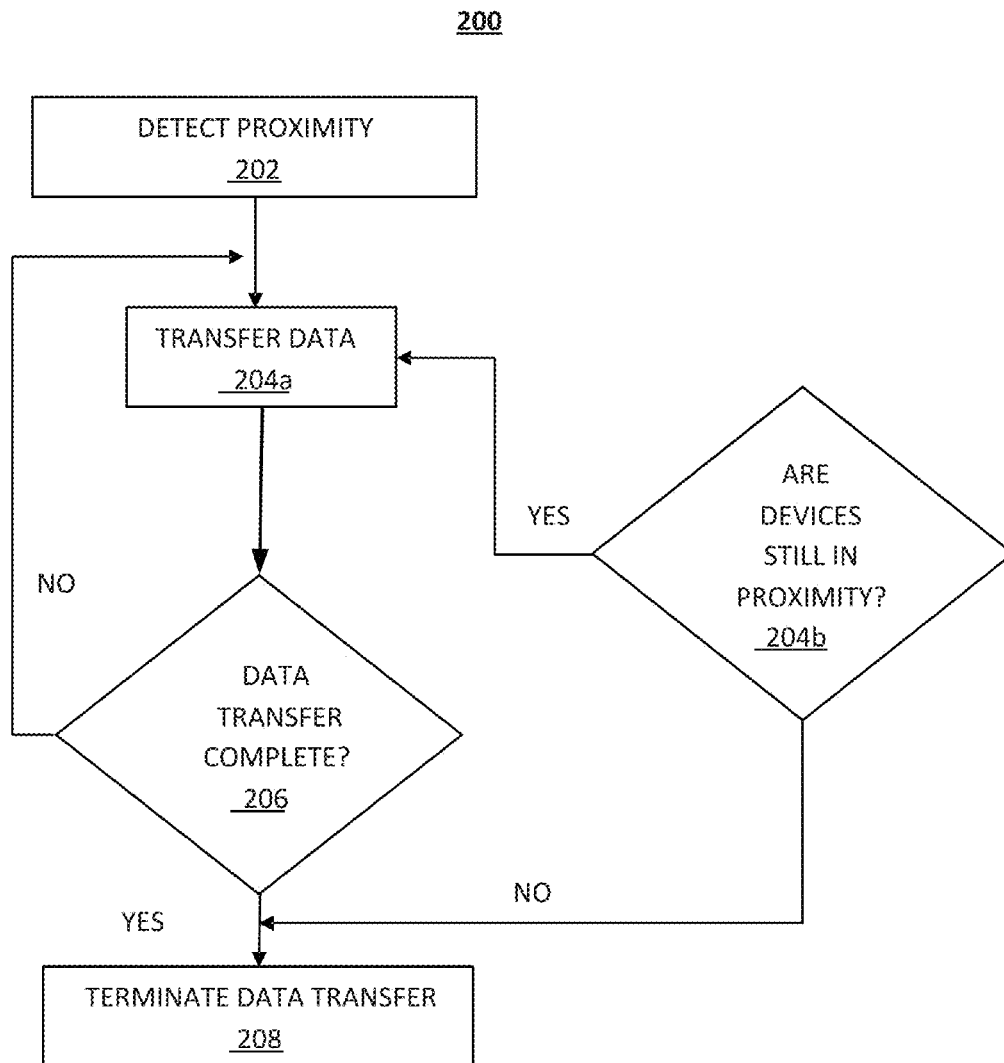 200
DETECT PROXIMITY
202
TRANSFER DATA
204a
ARE
DEVICES
STILL IN
PROXIMITY?
204b
YES
NO
DATA
TRANSFER
COMPLETE?
206
NO
YES
TERMINATE DATA TRANSFER
208